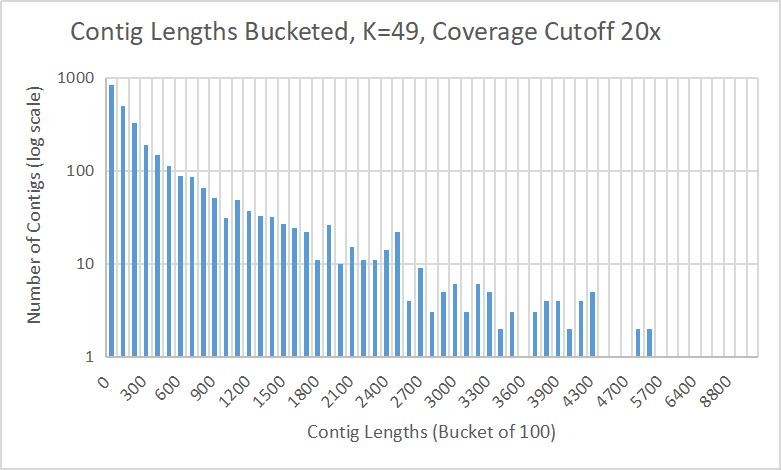 Contig Lengths Bucketed, K=49, Coverage Cutoff 20x
1000
100
10
1
Number of Contigs (log scale)
0 300 600 900 1200 1500 1800 2100 2400 2700 3000 3300 3600 3900 4300 4700 5700 6400 8800
Contig Lengths (Bucket of 100)